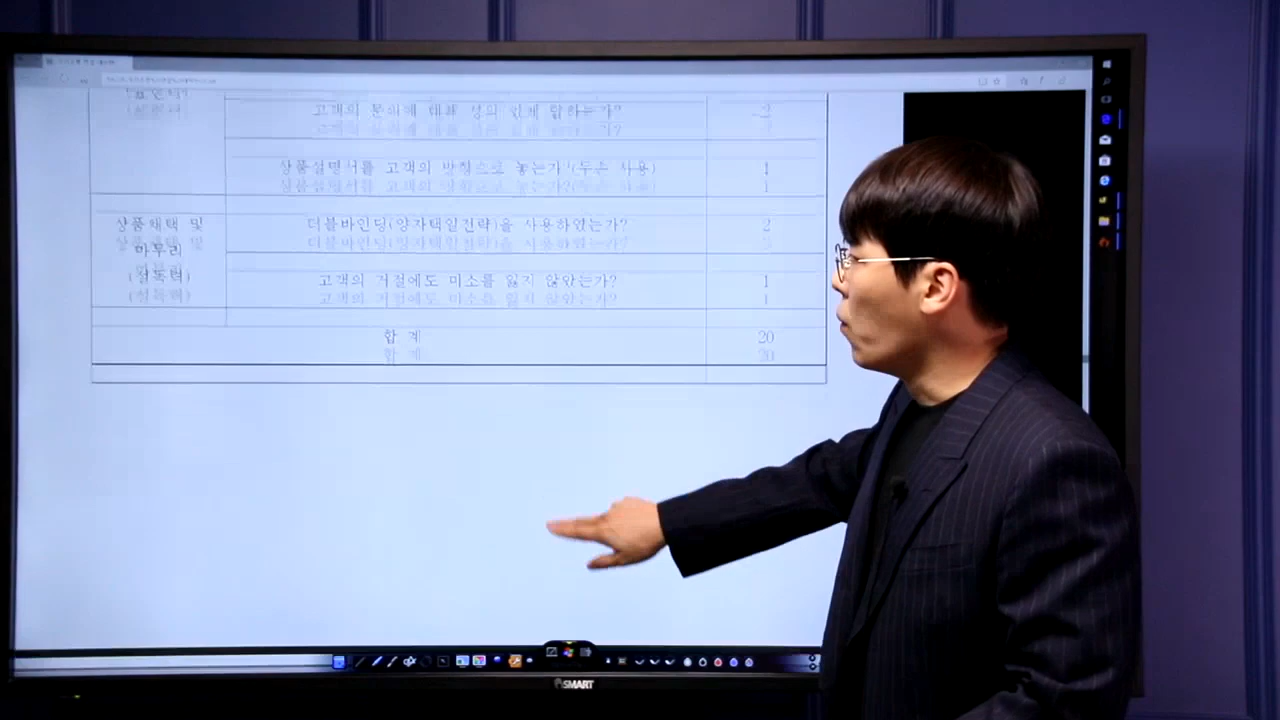 고객의 문의에 대해 성의 있게 답하는가? 2
상품설명서를 고객의 방향으로 놓는가?(두손 사용) 1
상품채택 및
마무리
(설득력)
더블바인딩(양자택일전략)을 사용하였는가? 2
고객의 거절에도 미소를 잃지 않았는가? 1
합 계 20
SMART